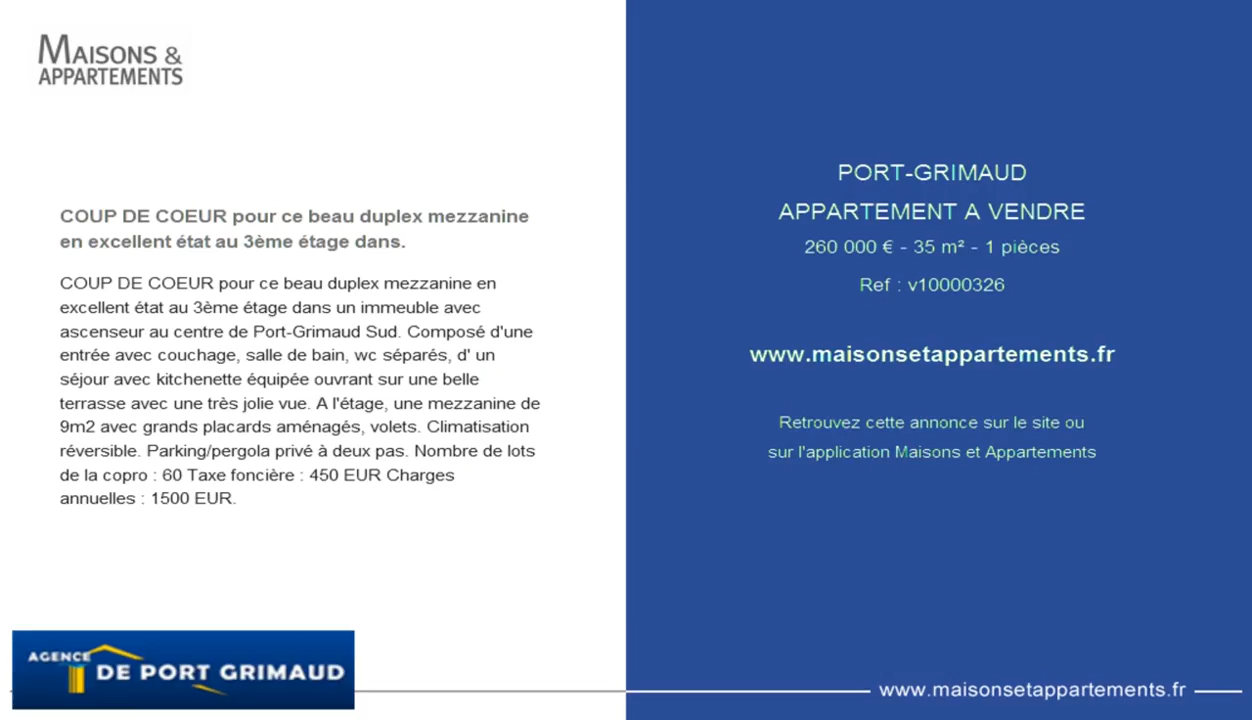 MAISONS &
APPARTEMENTS
COUP DE COEUR pour ce beau duplex mezzanine
en excellent état au 3ème étage dans.
COUP DE COEUR pour ce beau duplex mezzanine en
excellent état au 3ème étage dans un immeuble avec
ascenseur au centre de Port-Grimaud Sud. Composé d'une
entrée avec couchage, salle de bain, wc séparés, d' un
séjour avec kitchenette équipée ouvrant sur une belle
terrasse avec une très jolie vue. A l'étage, une mezzanine de
9m2 avec grands placards aménagés, volets. Climatisation
réversible. Parking/pergola privé à deux pas. Nombre de lots
de la copro : 60 Taxe foncière : 450 EUR Charges
annuelles : 1500 EUR.
AGENCE
DE PORT GRIMAUD
PORT-GRIMAUD
APPARTEMENT A VENDRE
260 000 € - 35 m² - 1 pièces
Ref : v10000326
www.maisonsetappartements.fr
Retrouvez cette annonce sur le site ou
sur l'application Maisons et Appartements
www.maisonsetappartements.fr